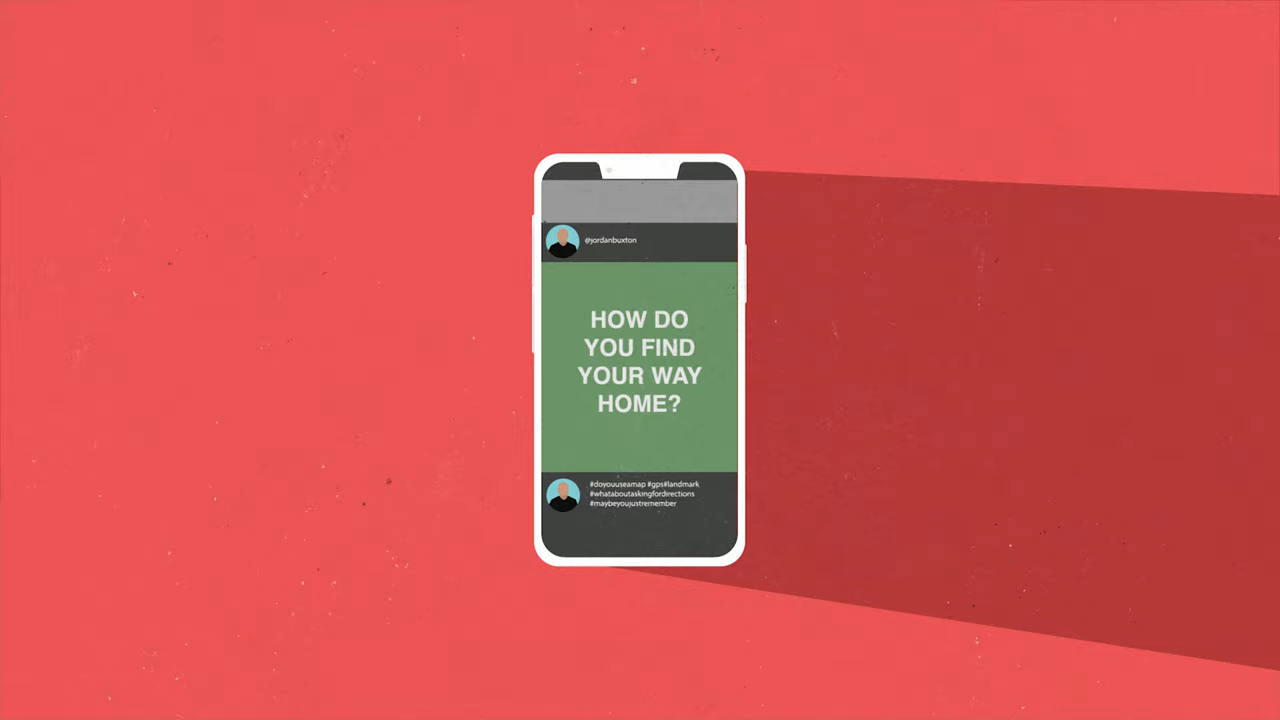 @jordanbuxton
HOW DO
YOU FIND
YOUR WAY
HOME?
#doyouuseamap #gps#landmark
#whataboutaskingfordirections
#maybeyoujustremember